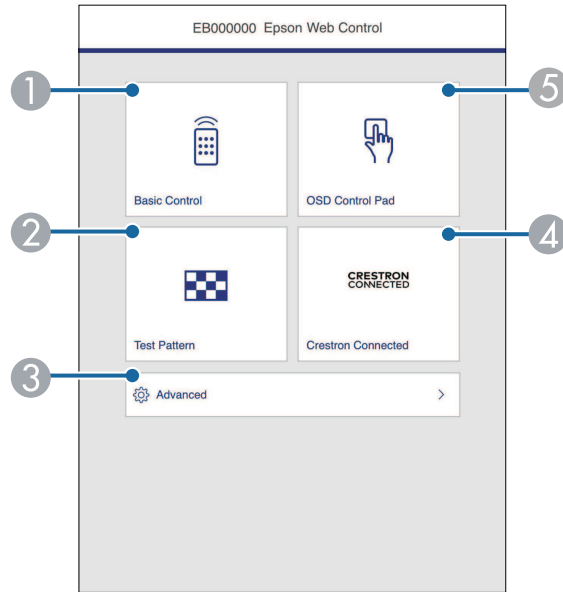 EB000000 Epson Web Control
1
5
Basic Control
OSD Control Pad
2
4
CRESTRON
CONNECTED
Test Pattern
Crestron Connected
3
Advanced